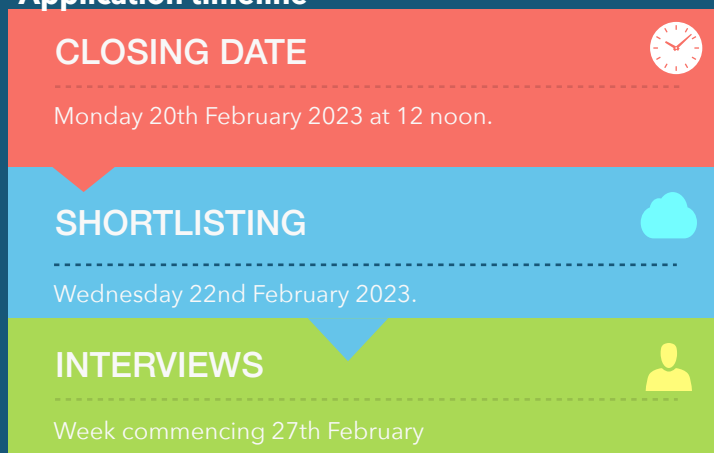 Application timeline
CLOSING DATE
Monday 20th February 2023 at 12 noon.
SHORTLISTING
Wednesday 22nd February 2023.
INTERVIEWS
Week commencing 27th February